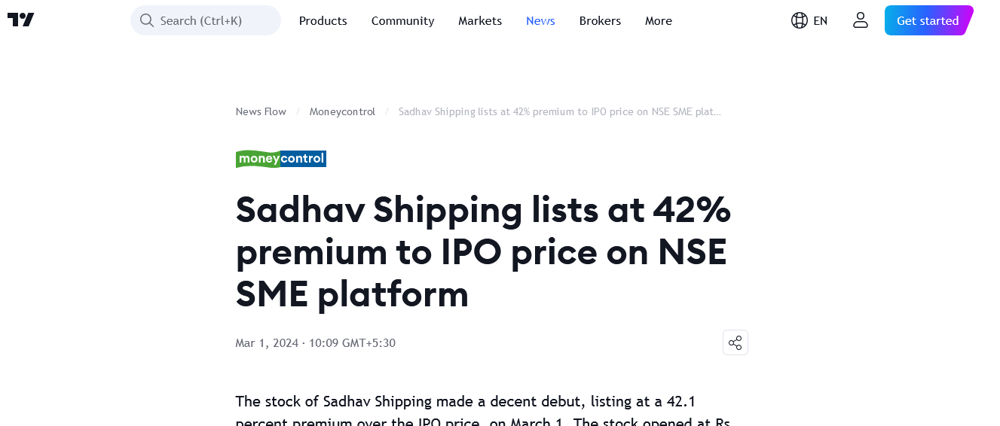 Search (Ctrl+K) Products Community Markets News Brokers More EN Get started
News Flow / Moneycontrol / Sadhav Shipping lists at 42% premium to IPO price on NSE SME plat…
moneycontrol
Sadhav Shipping lists at 42%
premium to IPO price on NSE
SME platform
Mar 1, 2024 · 10:09 GMT+5:30
The stock of Sadhav Shipping made a decent debut, listing at a 42.1
percent premium over the IPO price, on March 1. The stock opened at Rs